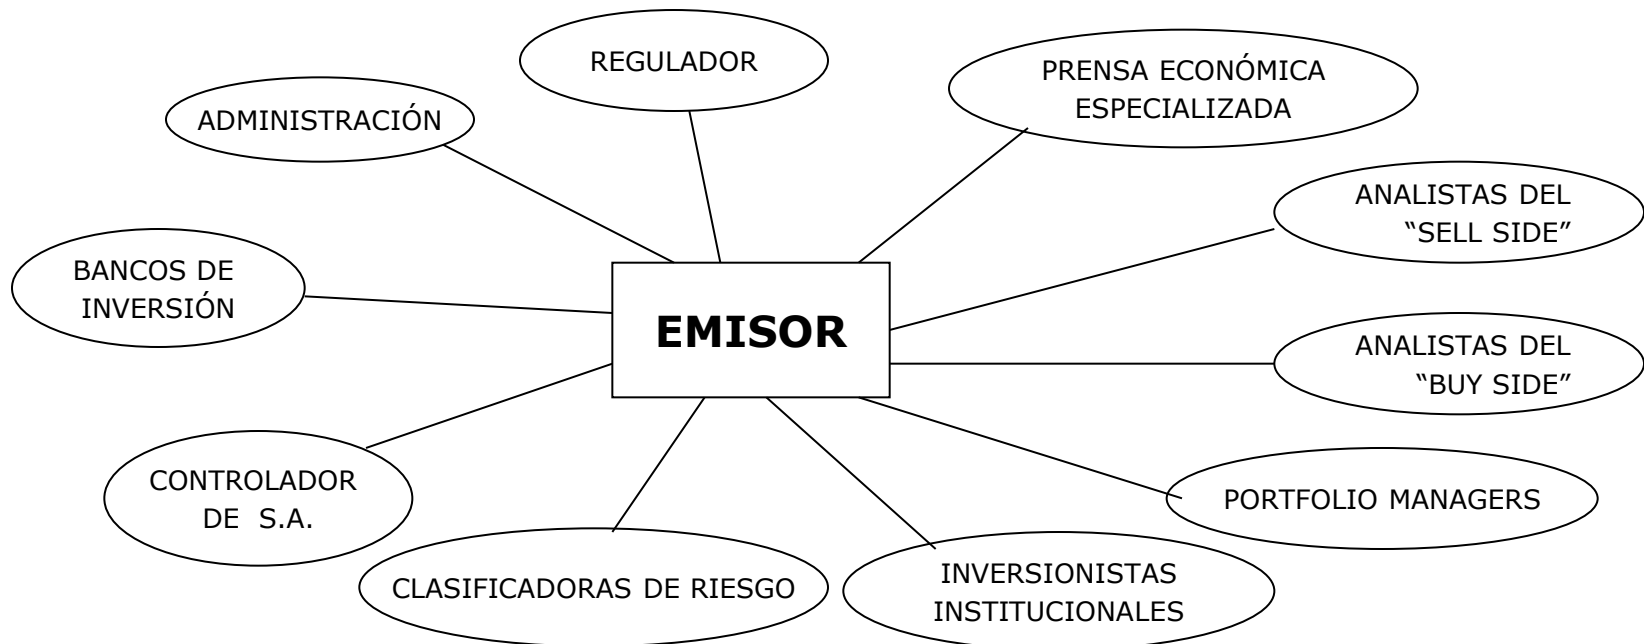 REGULADOR
PRENSA ECONÓMICA
ESPECIALIZADA
ADMINISTRACIÓN
ANALISTAS DEL
“SELL SIDE”
BANCOS DE
INVERSIÓN
EMISOR
ANALISTAS DEL
“BUY SIDE”
CONTROLADOR
DE S.A.
PORTFOLIO MANAGERS
CLASIFICADORAS DE RIESGO
INVERSIONISTAS
INSTITUCIONALES